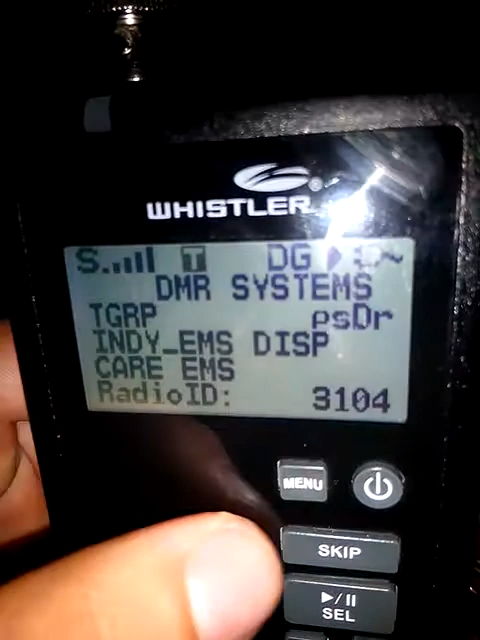 WHISTLER
S T DG
DMR SYSTEMS
TGRP psDr
INDY_EMS DISP
CARE EMS
RadioID: 3104
MENU
SKIP
▶/II
SEL